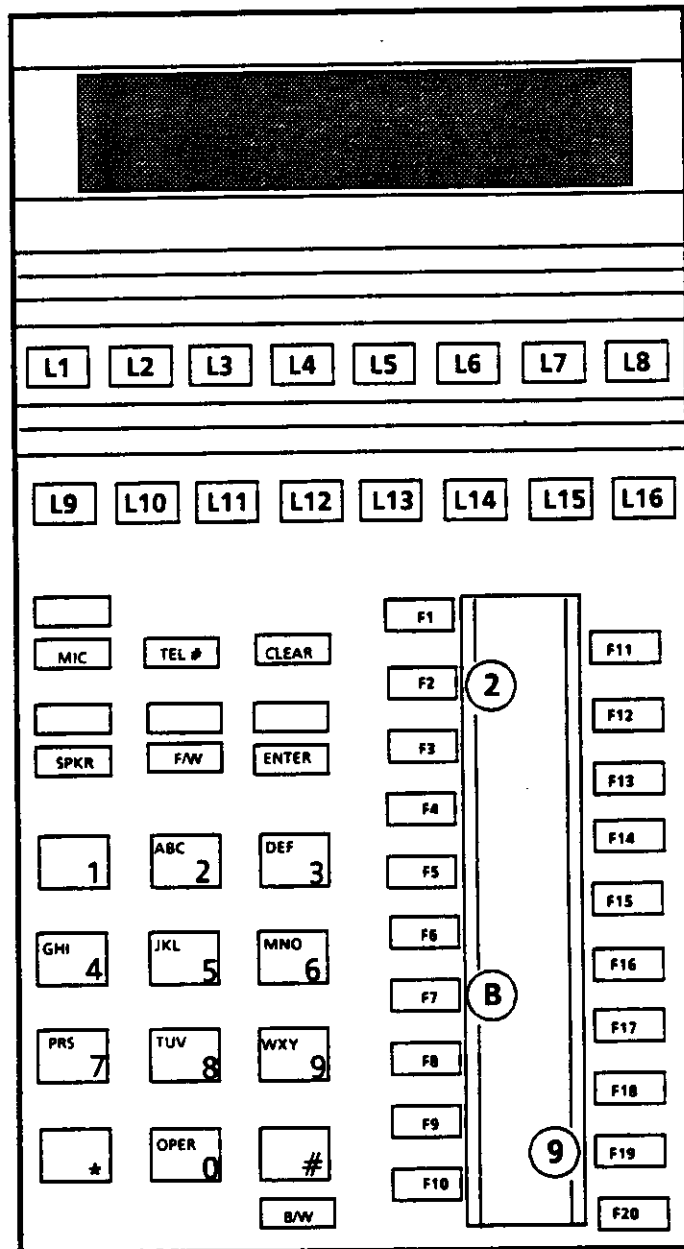 L1 L2 L3 L4 L5 L6 L7 L8
L9 L10 L11 L12 L13 L14 L15 L16
MIC TEL # CLEAR
SPKR F/W ENTER
1 ABC 2 DEF 3
GHI 4 JKL 5 MNO 6
PRS 7 TUV 8 WXY 9
* OPER 0 #
B/W
F1
F2 2
F3
F4
F5
F6
F7 B
F8
F9
F10
F11
F12
F13
F14
F15
F16
F17
F18
9 F19
F20